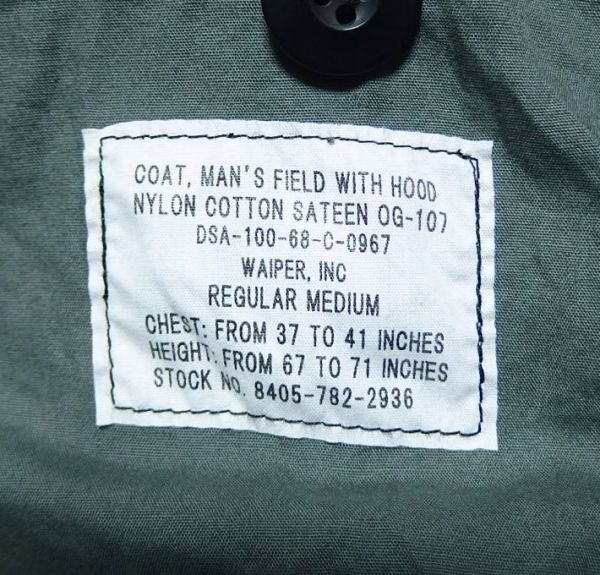 COAT, MAN'S FIELD WITH HOOD
NYLON COTTON SATEEN OG-107
DSA-100-68-C-0967
WAIPER, INC
REGULAR MEDIUM
CHEST: FROM 37 TO 41 INCHES
HEIGHT: FROM 67 TO 71 INCHES
STOCK NO. 8405-782-2936